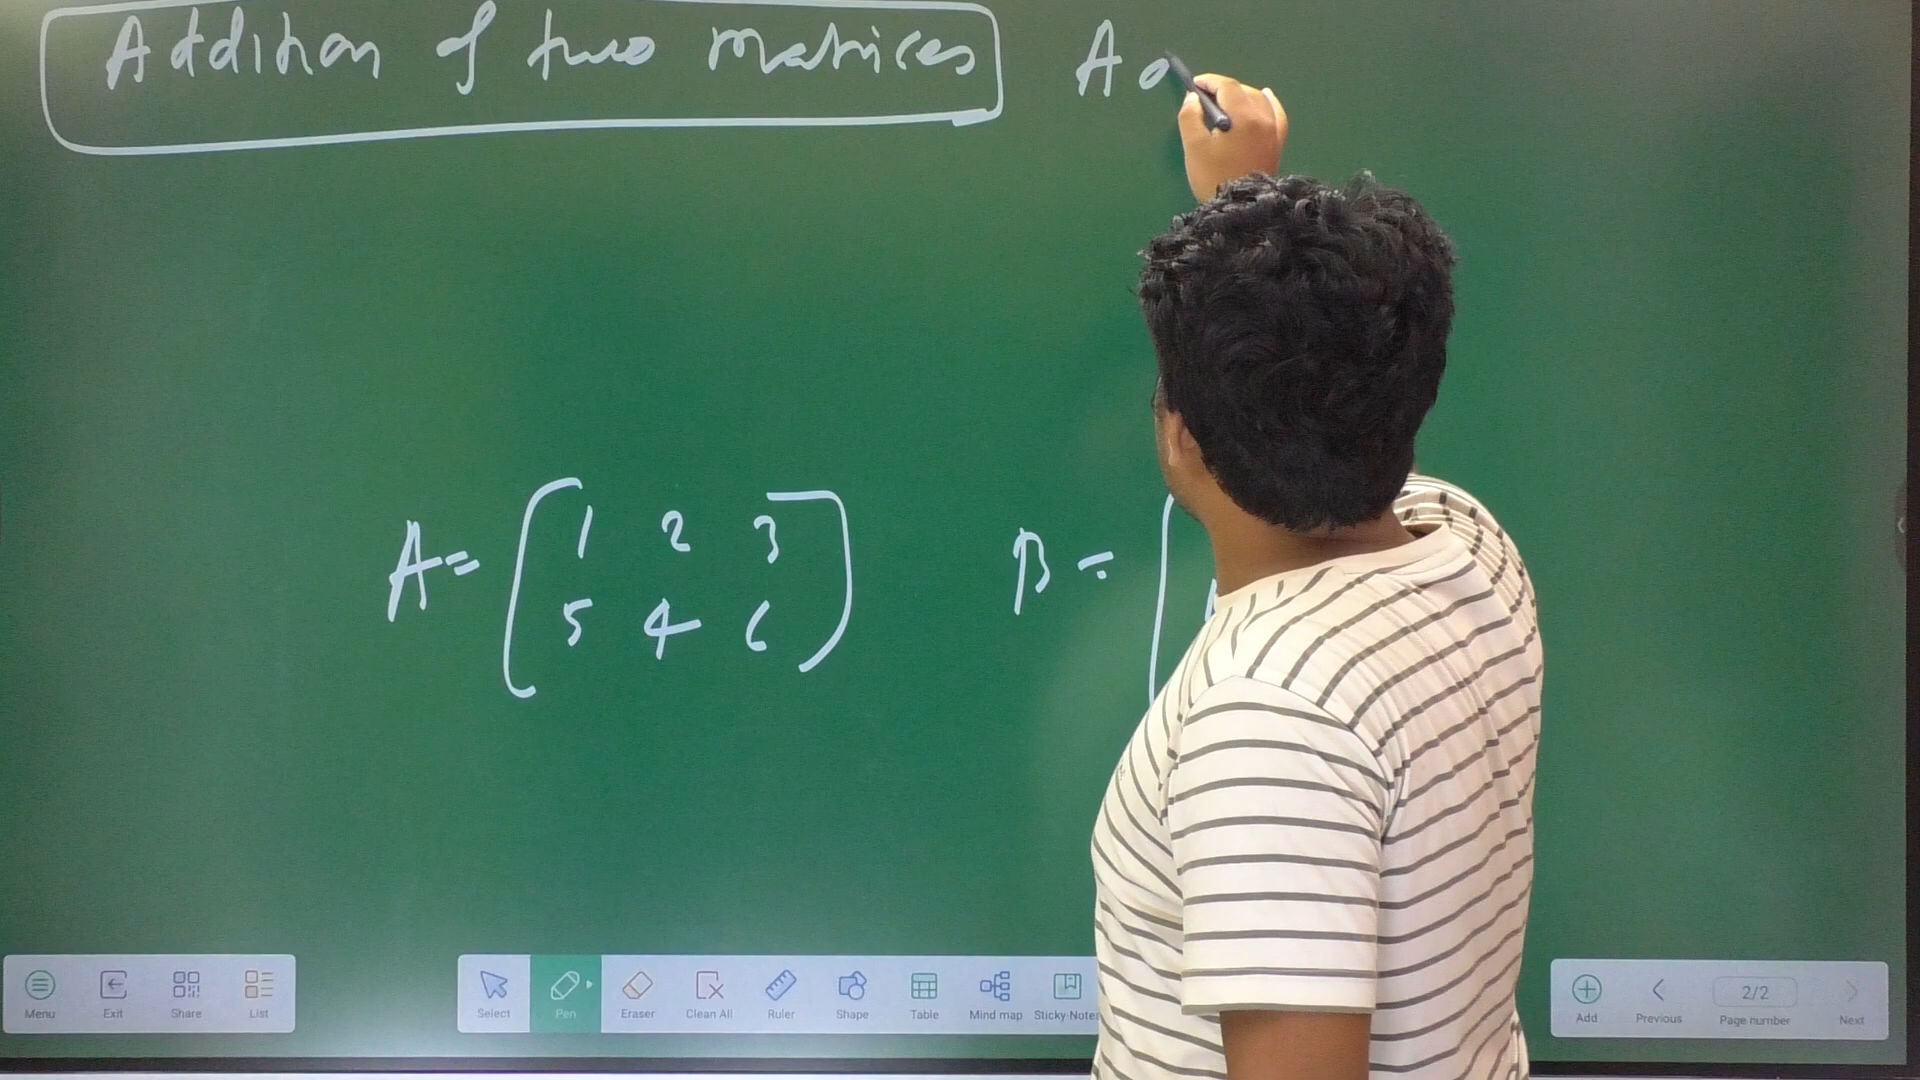 Addition of two matrices A a
A = ( 1 2 3
5 4 6 )
B = (
Menu Exit Share List Select Pen Eraser Clean All Ruler Shape Table Mind map Sticky Note Add Previous 2/2 Page number Next